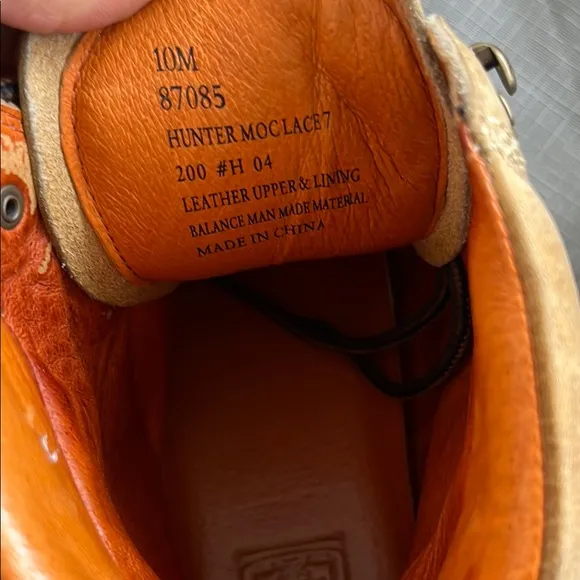 10M
87085
HUNTER MOC LACE 7
200 #H 04
LEATHER UPPER & LINING
BALANCE MAN MADE MATERIAL
MADE IN CHINA